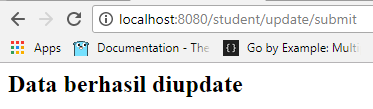 localhost:8080/student/update/submit
Apps Documentation - The {} Go by Example: Mult
Data berhasil diupdate